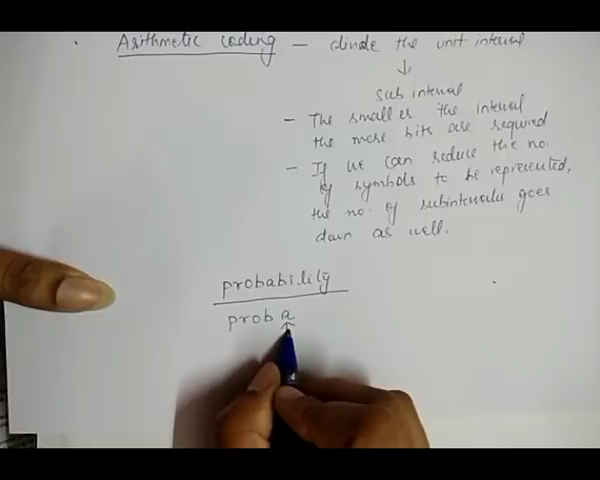 Arithmetic coding – divide the unit interval
↓
sub interval
– The smaller the interval
the more bits are required
– If we can reduce the no.
of symbols to be represented,
the no. of subintervals goes
down as well.
probability
prob a
↑